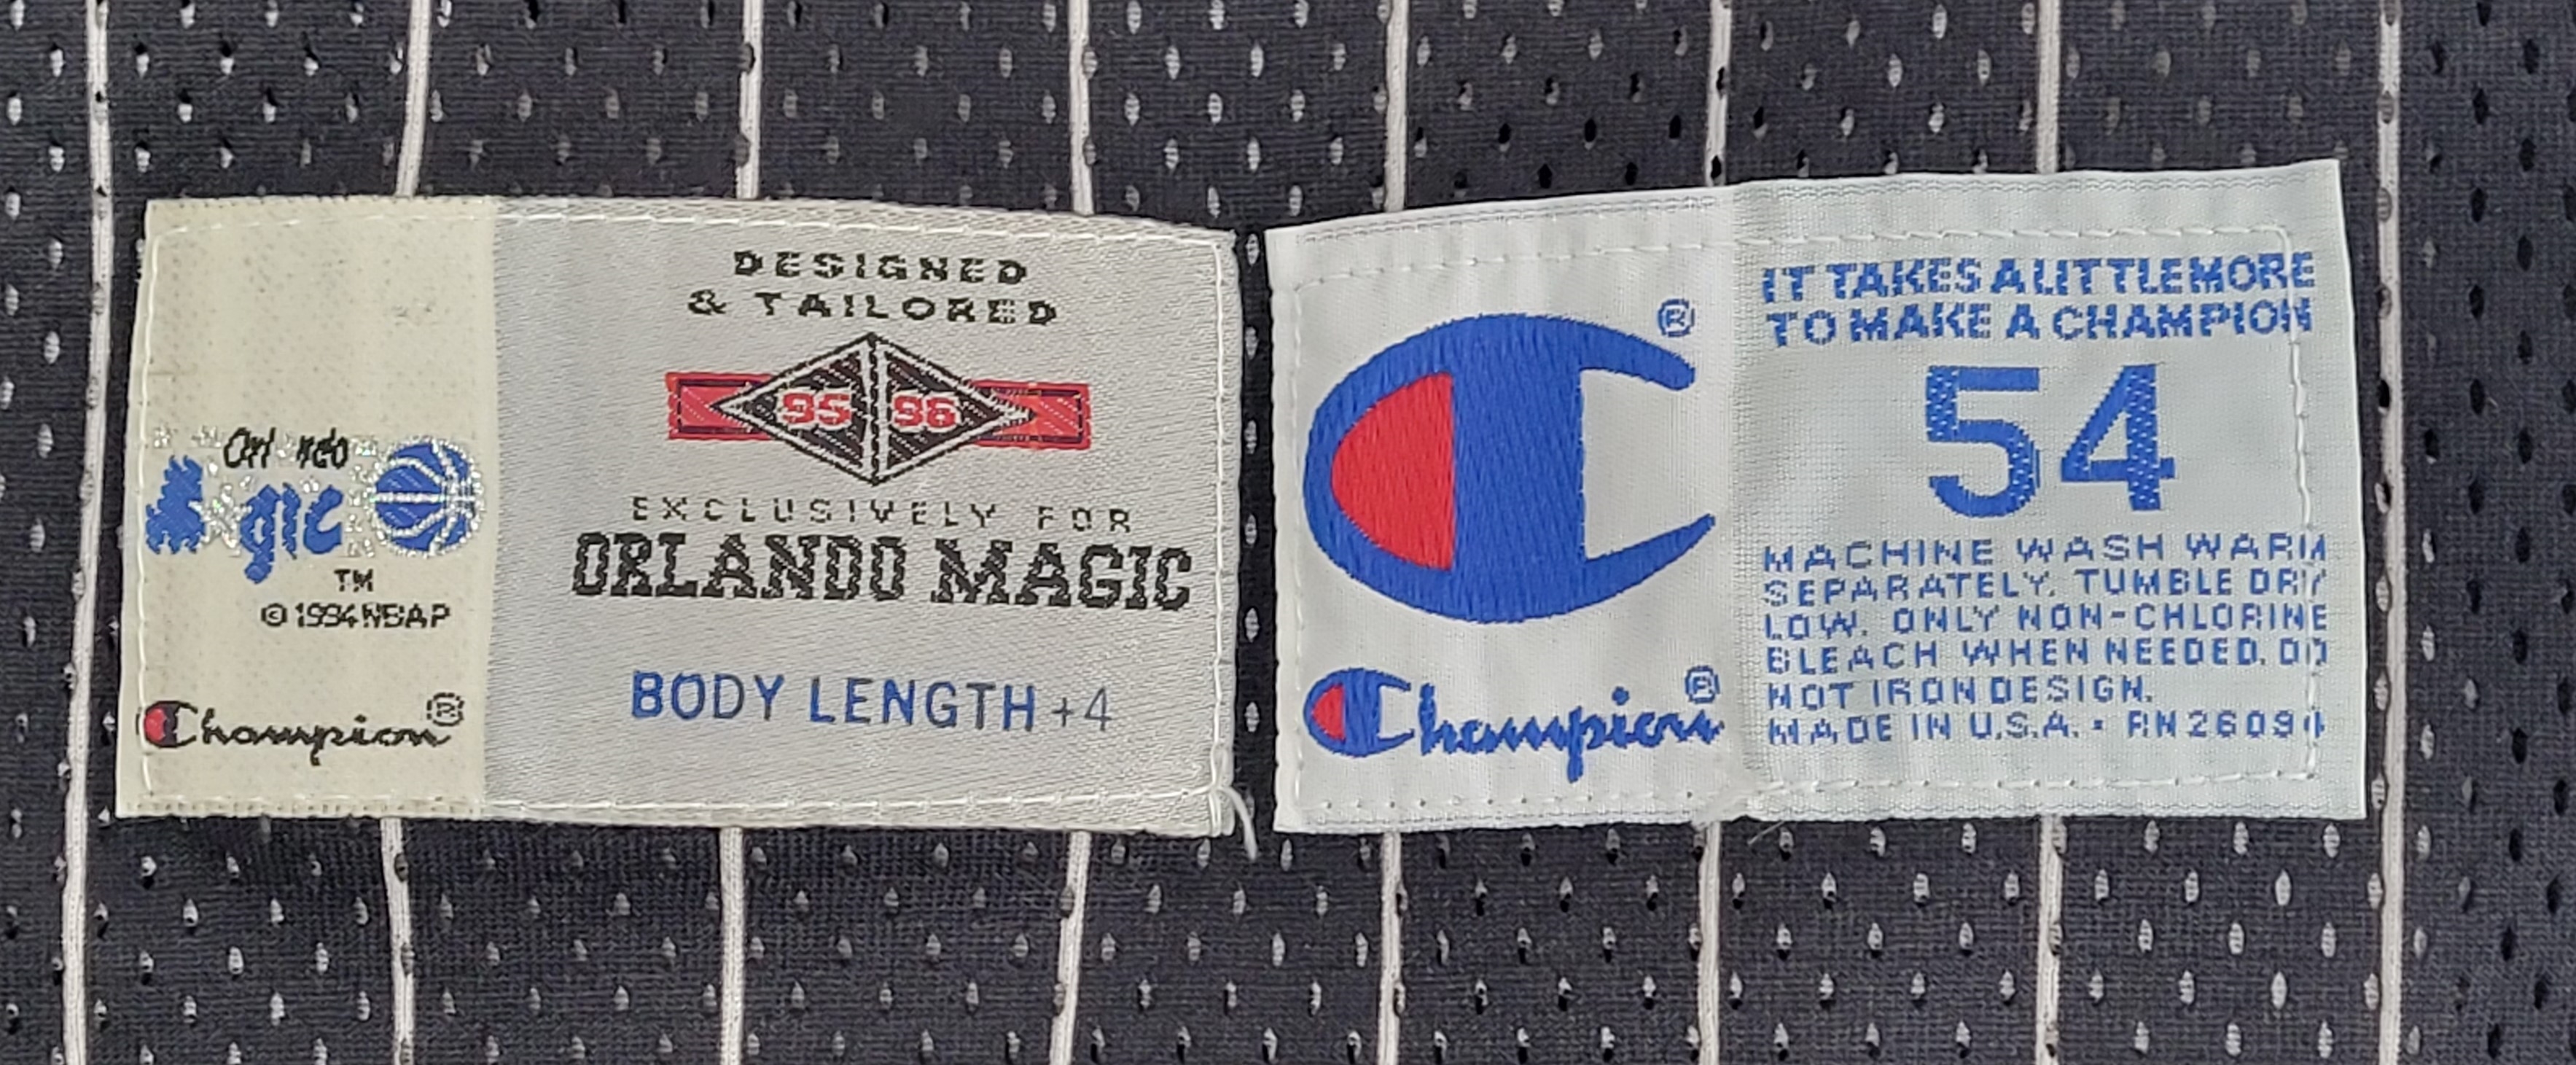 DESIGNED
& TAILORED
95 96
EXCLUSIVELY FOR
ORLANDO MAGIC
BODY LENGTH +4
Orlando
Magic
TM
© 1994 NBAP
Champion®
®
Champion®
IT TAKES A LITTLE MORE
TO MAKE A CHAMPION
54
MACHINE WASH WARM
SEPARATELY. TUMBLE DRY
LOW. ONLY NON-CHLORINE
BLEACH WHEN NEEDED. DO
NOT IRON DESIGN.
MADE IN U.S.A. • RN 26094